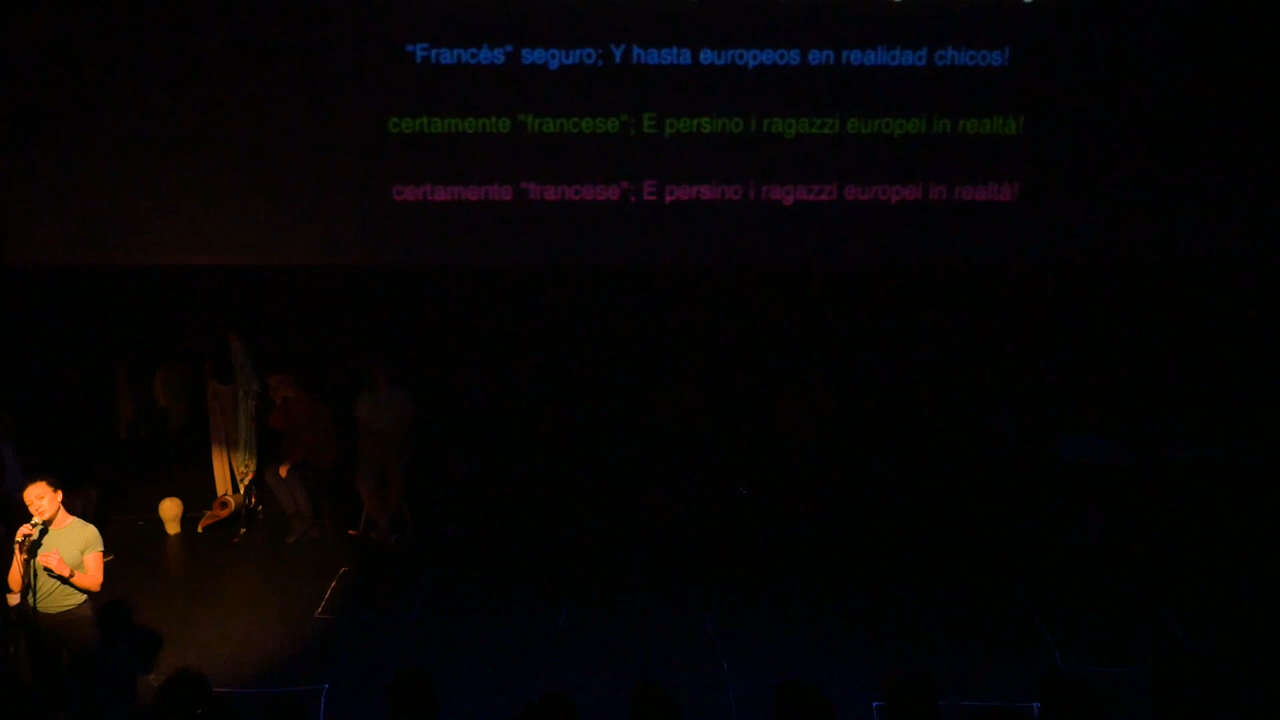 "Francés" seguro; Y hasta europeos en realidad chicos!
certamente "francese"; E persino i ragazzi europei in realtà!
certamente "francese"; E persino i ragazzi europei in realtà!